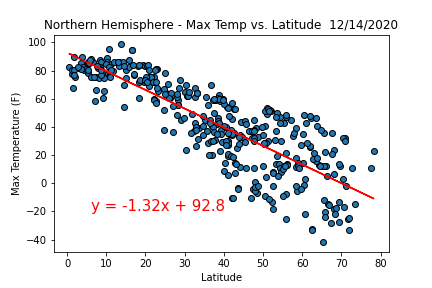 Northern Hemisphere - Max Temp vs. Latitude 12/14/2020
Max Temperature (F)
100
80
60
40
20
0
−20
−40
y = -1.32x + 92.8
0 10 20 30 40 50 60 70 80
Latitude